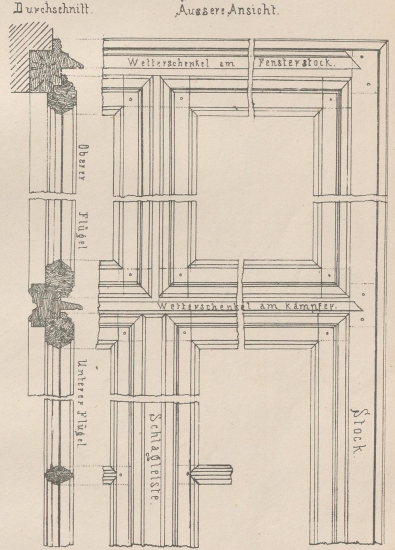 Durchschnitt.
Äussere Ansicht.
Wetterschenkel am Fensterstock.
Oberer Flügel
Wetterschenkel am Kämpfer.
Unterer Flügel
Schlagleiste.
Stock.